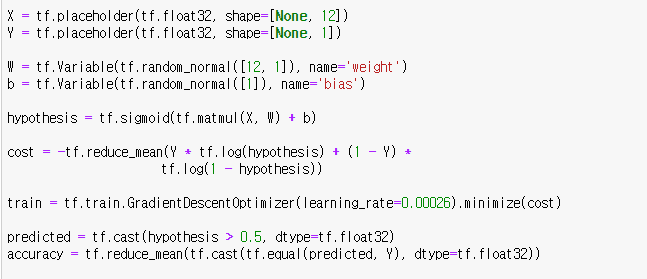 X = tf.placeholder(tf.float32, shape=[None, 12])
Y = tf.placeholder(tf.float32, shape=[None, 1])
W = tf.Variable(tf.random_normal([12, 1]), name='weight')
b = tf.Variable(tf.random_normal([1]), name='bias')
hypothesis = tf.sigmoid(tf.matmul(X, W) + b)
cost = -tf.reduce_mean(Y * tf.log(hypothesis) + (1 - Y) *
tf.log(1 - hypothesis))
train = tf.train.GradientDescentOptimizer(learning_rate=0.00026).minimize(cost)
predicted = tf.cast(hypothesis > 0.5, dtype=tf.float32)
accuracy = tf.reduce_mean(tf.cast(tf.equal(predicted, Y), dtype=tf.float32))